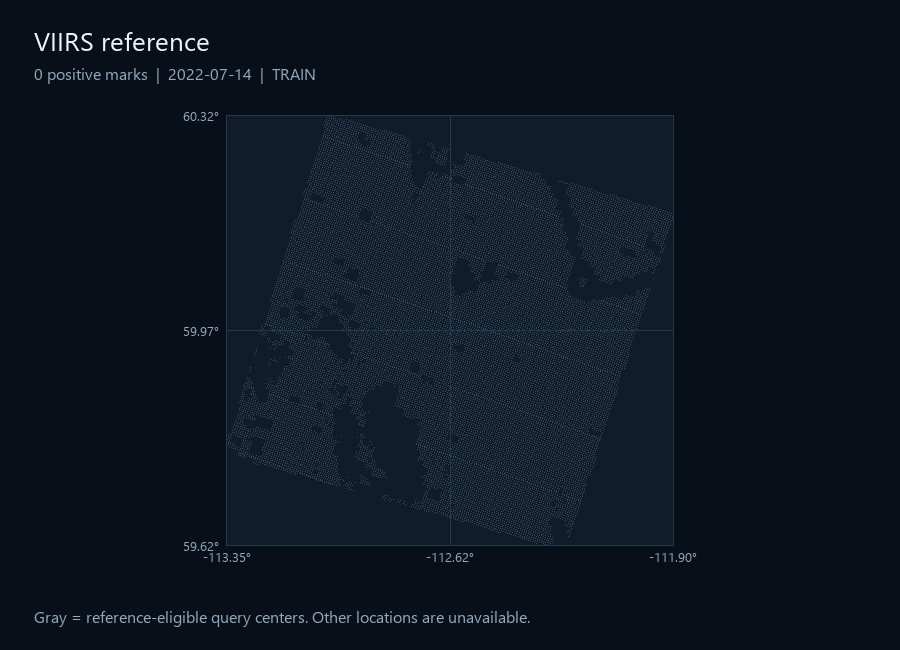 VIIRS reference
0 positive marks | 2022-07-14 | TRAIN
60.32°
59.97°
59.62°
-113.35°
-112.62°
-111.90°
Gray = reference-eligible query centers. Other locations are unavailable.